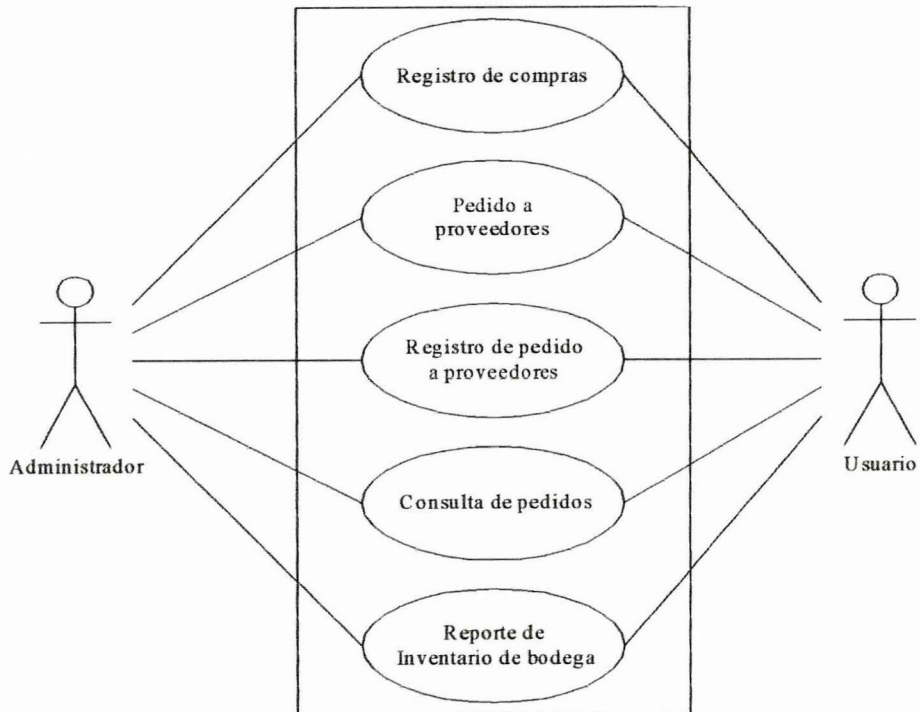 Registro de compras
Pedido a
proveedores
Registro de pedido
a proveedores
Administrador
Usuario
Consulta de pedidos
Reporte de
Inventario de bodega